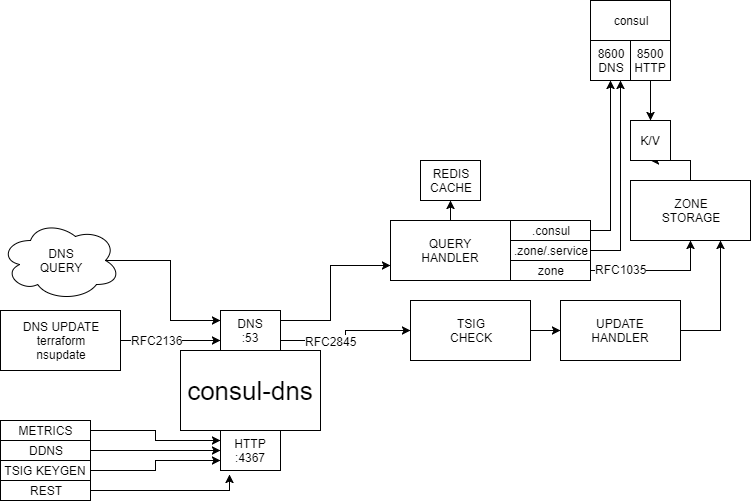 consul
8600
DNS
8500
HTTP
K/V
REDIS
CACHE
ZONE
STORAGE
QUERY
HANDLER
.consul
.zone/.service
zone
RFC1035
DNS
QUERY
DNS UPDATE
terraform
nsupdate
RFC2136
DNS
:53
RFC2845
TSIG
CHECK
UPDATE
HANDLER
consul-dns
METRICS
DDNS
TSIG KEYGEN
REST
HTTP
:4367